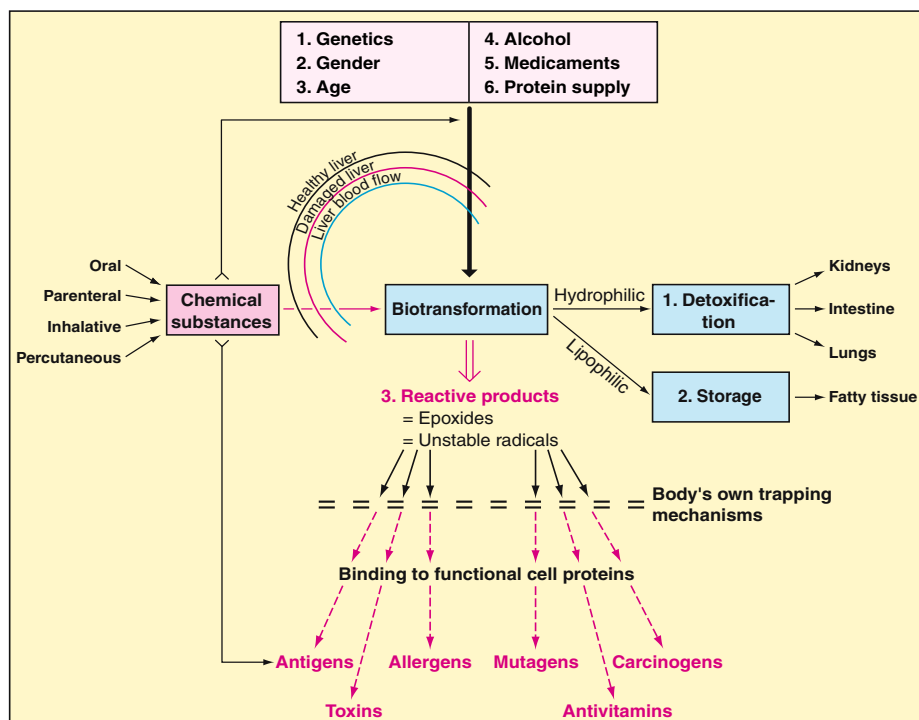 1. Genetics
2. Gender
3. Age
4. Alcohol
5. Medicaments
6. Protein supply
Healthy liver
Damaged liver
Liver blood flow
Oral
Parenteral
Inhalative
Percutaneous
Chemical
substances
Biotransformation
Hydrophilic
Lipophilic
1. Detoxifica-
tion
Kidneys
Intestine
Lungs
2. Storage
Fatty tissue
3. Reactive products
= Epoxides
= Unstable radicals
Body's own trapping
mechanisms
Binding to functional cell proteins
Antigens
Allergens
Mutagens
Carcinogens
Toxins
Antivitamins